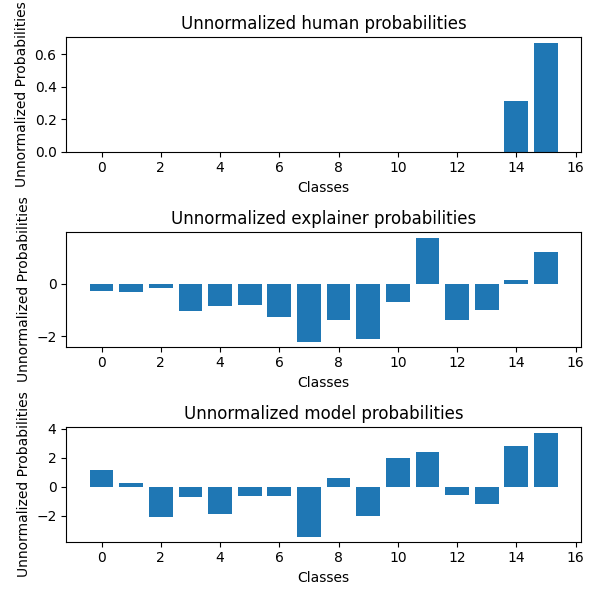 Unnormalized human probabilities
Unnormalized Probabilities
0.6
0.4
0.2
0.0
0 2 4 6 8 10 12 14 16
Classes
Unnormalized explainer probabilities
Unnormalized Probabilities
0
−2
0 2 4 6 8 10 12 14 16
Classes
Unnormalized model probabilities
Unnormalized Probabilities
4
2
0
−2
0 2 4 6 8 10 12 14 16
Classes